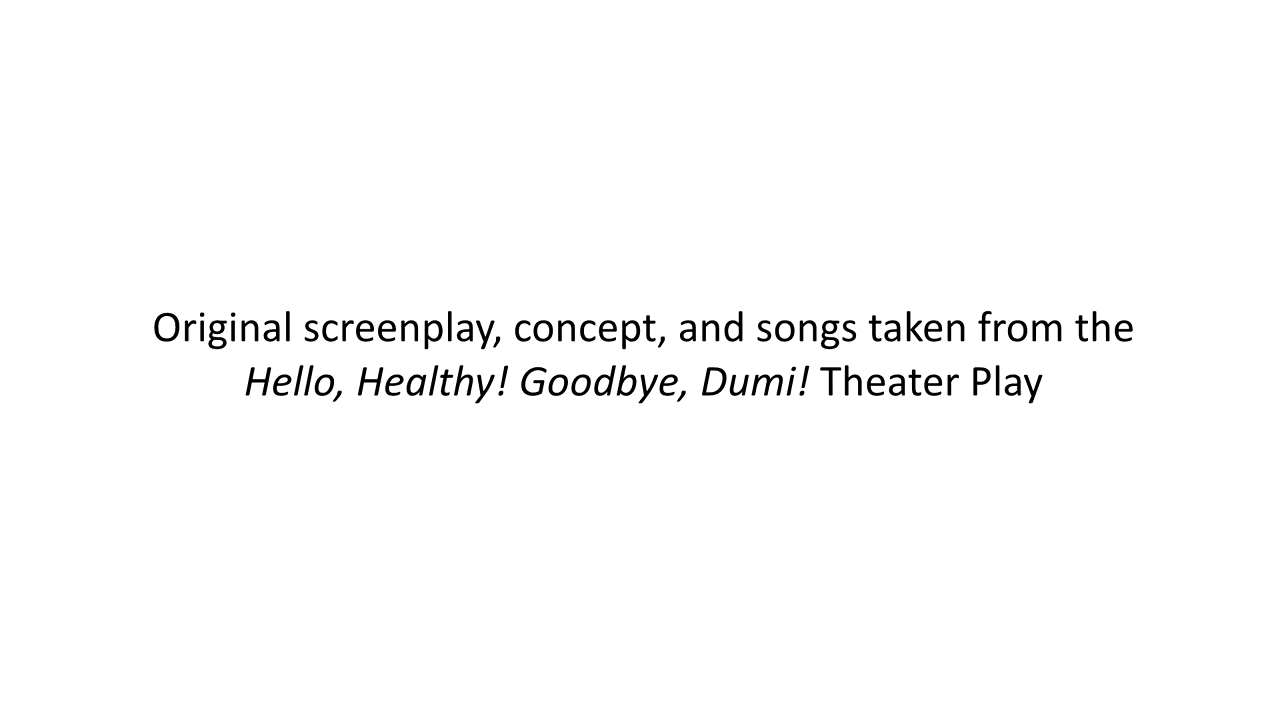 Original screenplay, concept, and songs taken from the
Hello, Healthy! Goodbye, Dumi! Theater Play